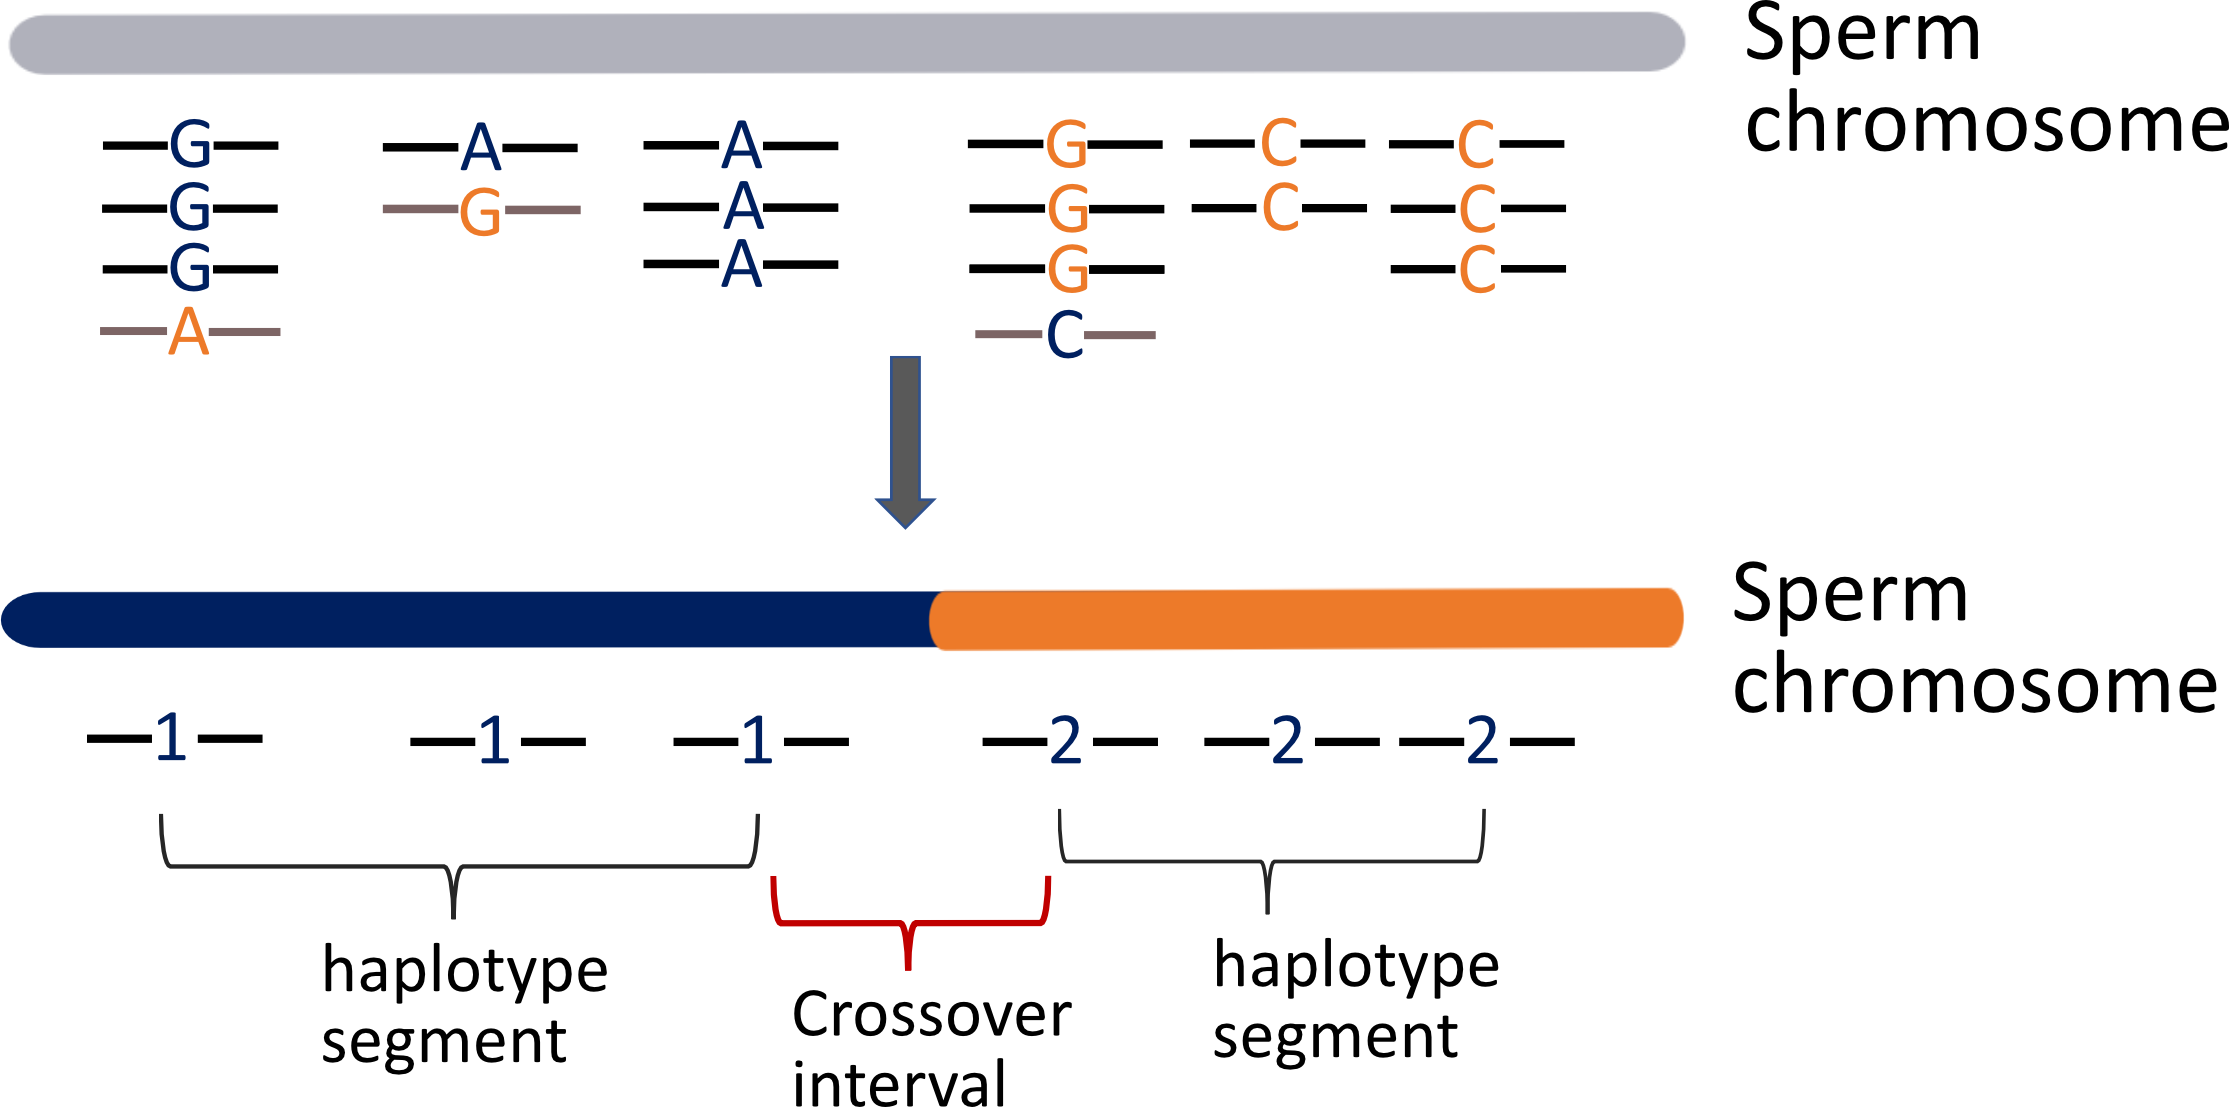 Sperm
chromosome
G A A G C C
G G A G C C
G A G C
A C
Sperm
chromosome
1 1 1 2 2 2
haplotype
segment
Crossover
interval
haplotype
segment